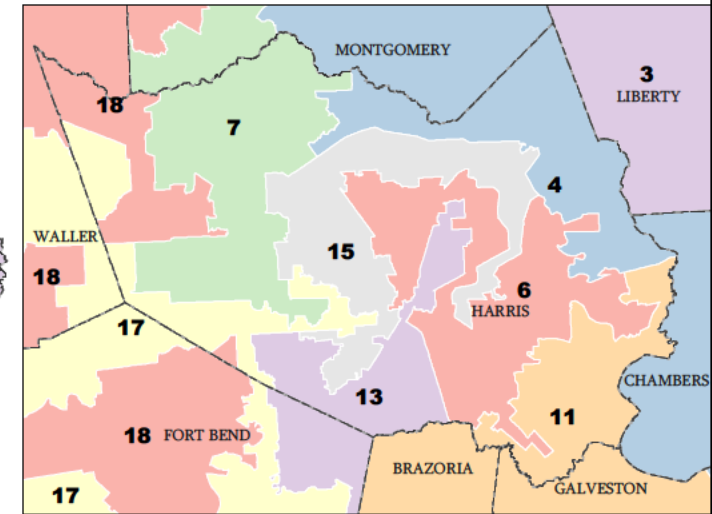 MONTGOMERY
3
LIBERTY
18
7
4
WALLER
15
18
6
HARRIS
17
CHAMBERS
13
11
18 FORT BEND
BRAZORIA
17
GALVESTON